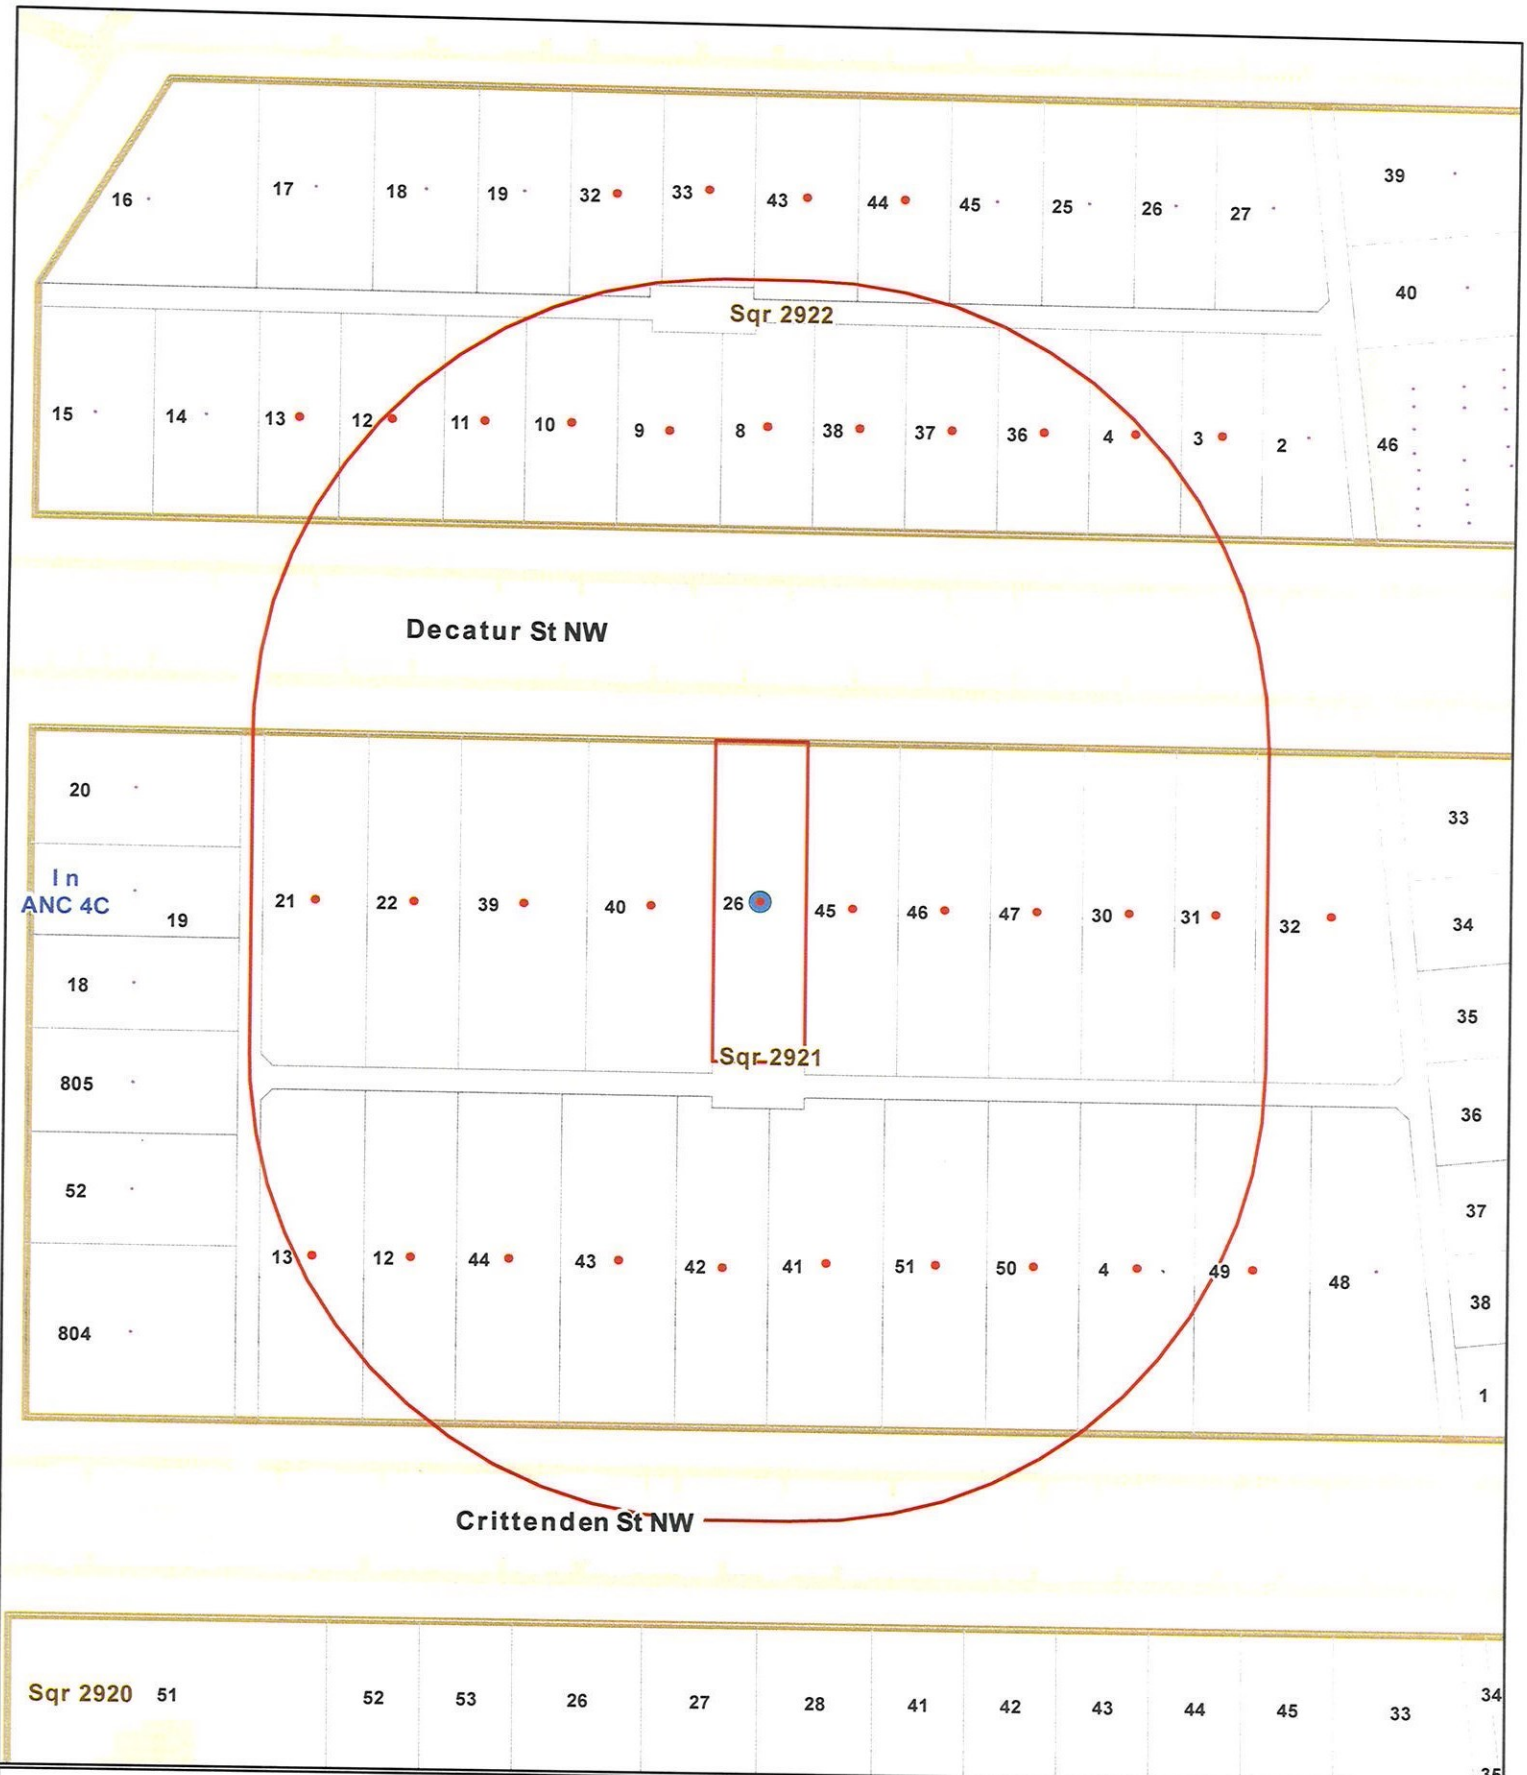 16 17 18 19 32 33 43 44 45 25 26 27 39
40
Sqr 2922
15 14 13 12 11 10 9 8 38 37 36 4 3 2 46
Decatur St NW
20 33
In
ANC 4C
19 21 22 39 40 26 45 46 47 30 31 32 34
18 35
Sqr 2921
805 36
52 37
13 12 44 43 42 41 51 50 4 49 48 38
804 1
Crittenden St NW
Sqr 2920 51 52 53 26 27 28 41 42 43 44 45 33 34
35